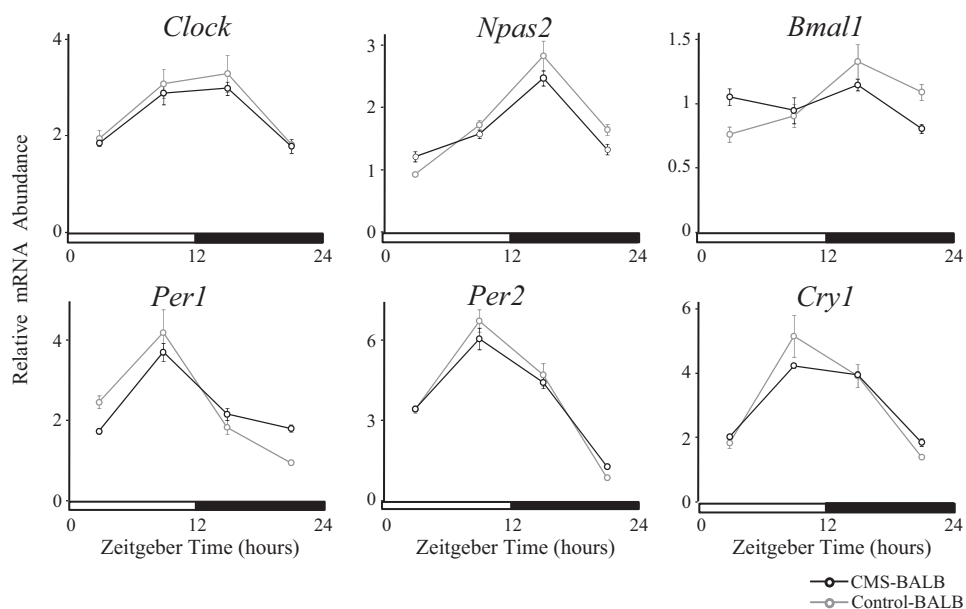 Clock
Npas2
Bmal1
4
2
0
0 12 24
3
2
1
0
0 12 24
1.5
1
0.5
0
0 12 24
Relative mRNA Abundance
Per1
Per2
Cry1
4
2
0
0 12 24
Zeitgeber Time (hours)
6
3
0
0 12 24
Zeitgeber Time (hours)
6
4
2
0
0 12 24
Zeitgeber Time (hours)
CMS-BALB
Control-BALB